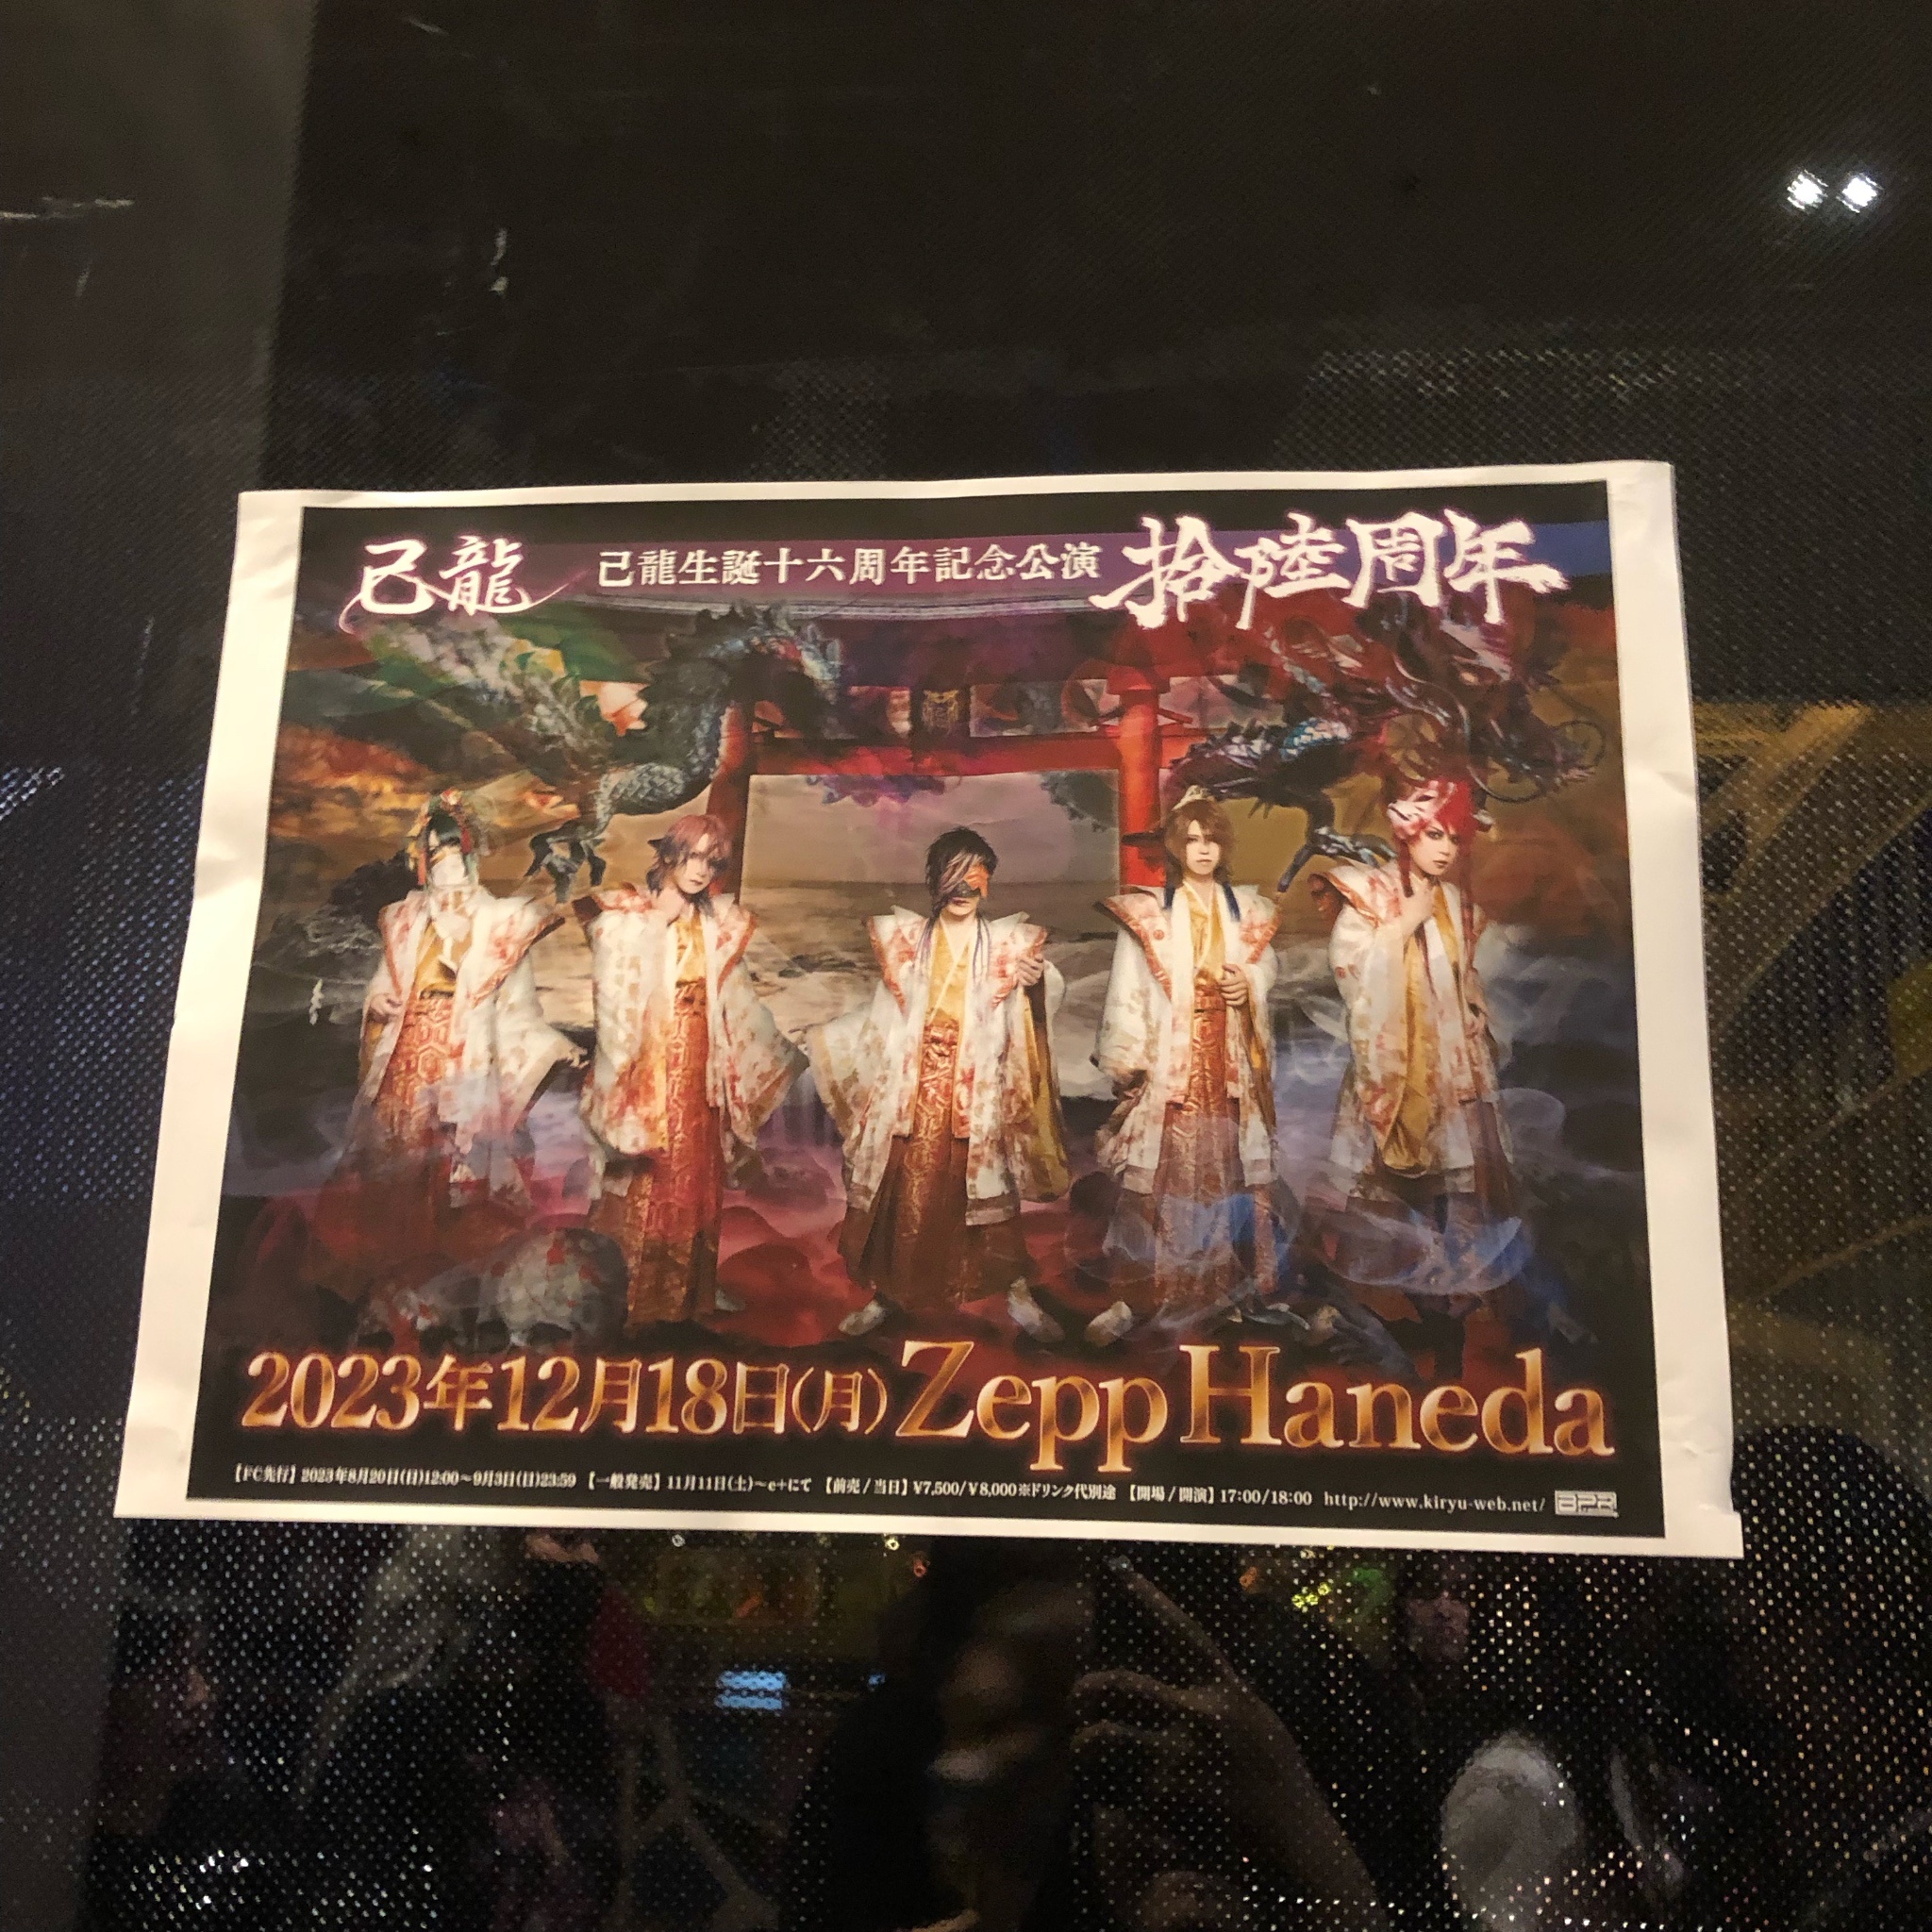 己龍 己龍生誕十六周年記念公演 拾陸周年
2023年12月18日(月) Zepp Haneda
【FC先行】2023年8月20日(日)12:00～9月3日(日)23:59 【一般発売】11月11日(土)～e+にて 【前売/当日】¥7,500/¥8,000※ドリンク代別途 【開場/開演】17:00/18:00 http://www.kiryu-web.net/ BPR